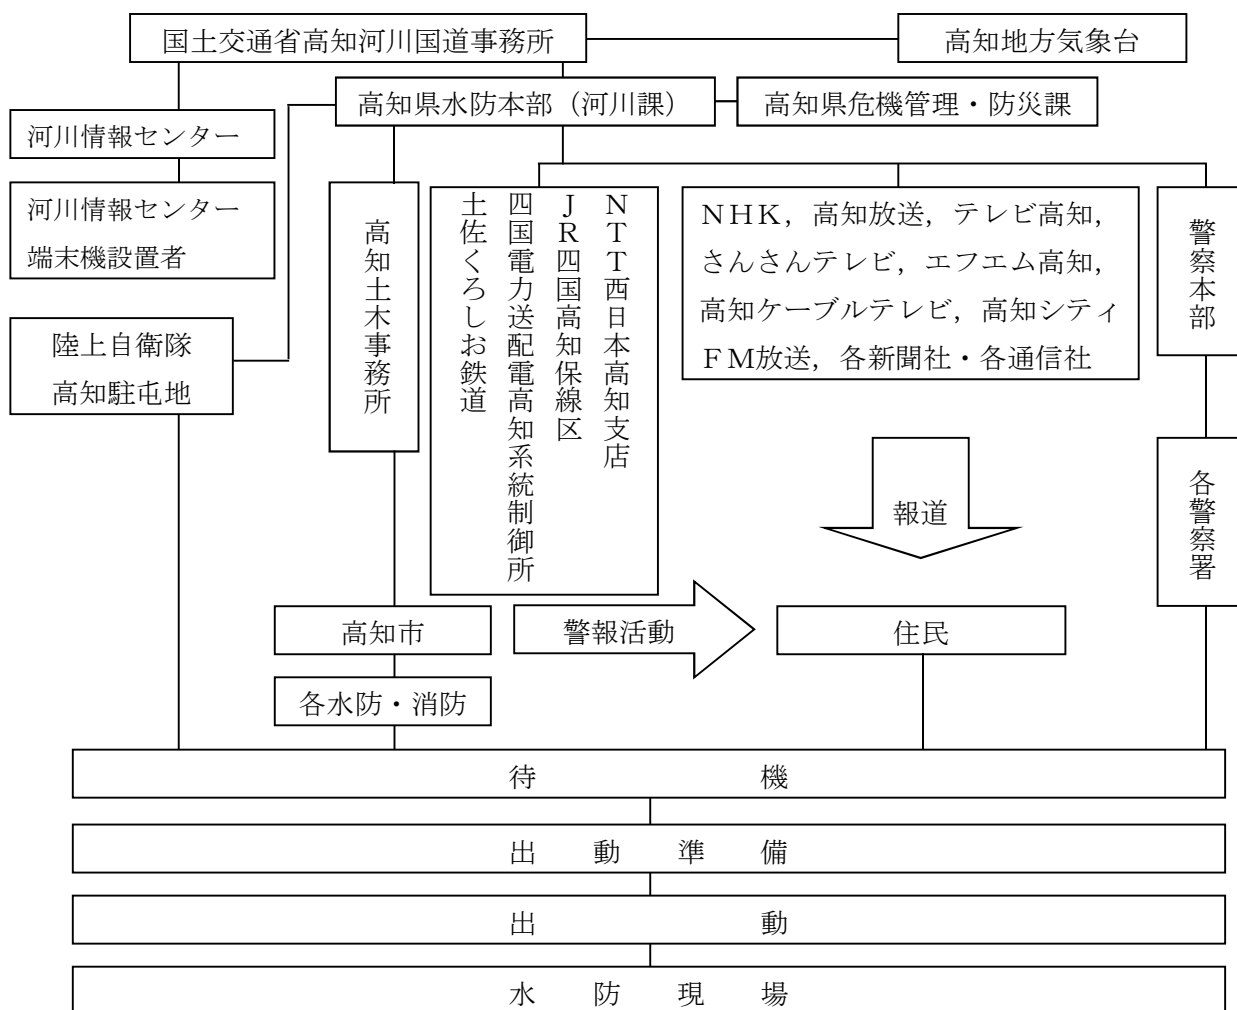 国土交通省高知河川国道事務所
高知地方気象台
高知県水防本部（河川課）
高知県危機管理・防災課
河川情報センター
河川情報センター
端末機設置者
陸上自衛隊
高知駐屯地
高知土木事務所
ＮＴＴ西日本高知支店
ＪＲ四国高知保線区
四国電力送配電高知系統制御所
土佐くろしお鉄道
ＮＨＫ，高知放送，テレビ高知，
さんさんテレビ，エフエム高知，
高知ケーブルテレビ，高知シティ
ＦＭ放送，各新聞社・各通信社
警察本部
各警察署
報道
高知市
警報活動
住民
各水防・消防
待機
出動準備
出動
水防現場